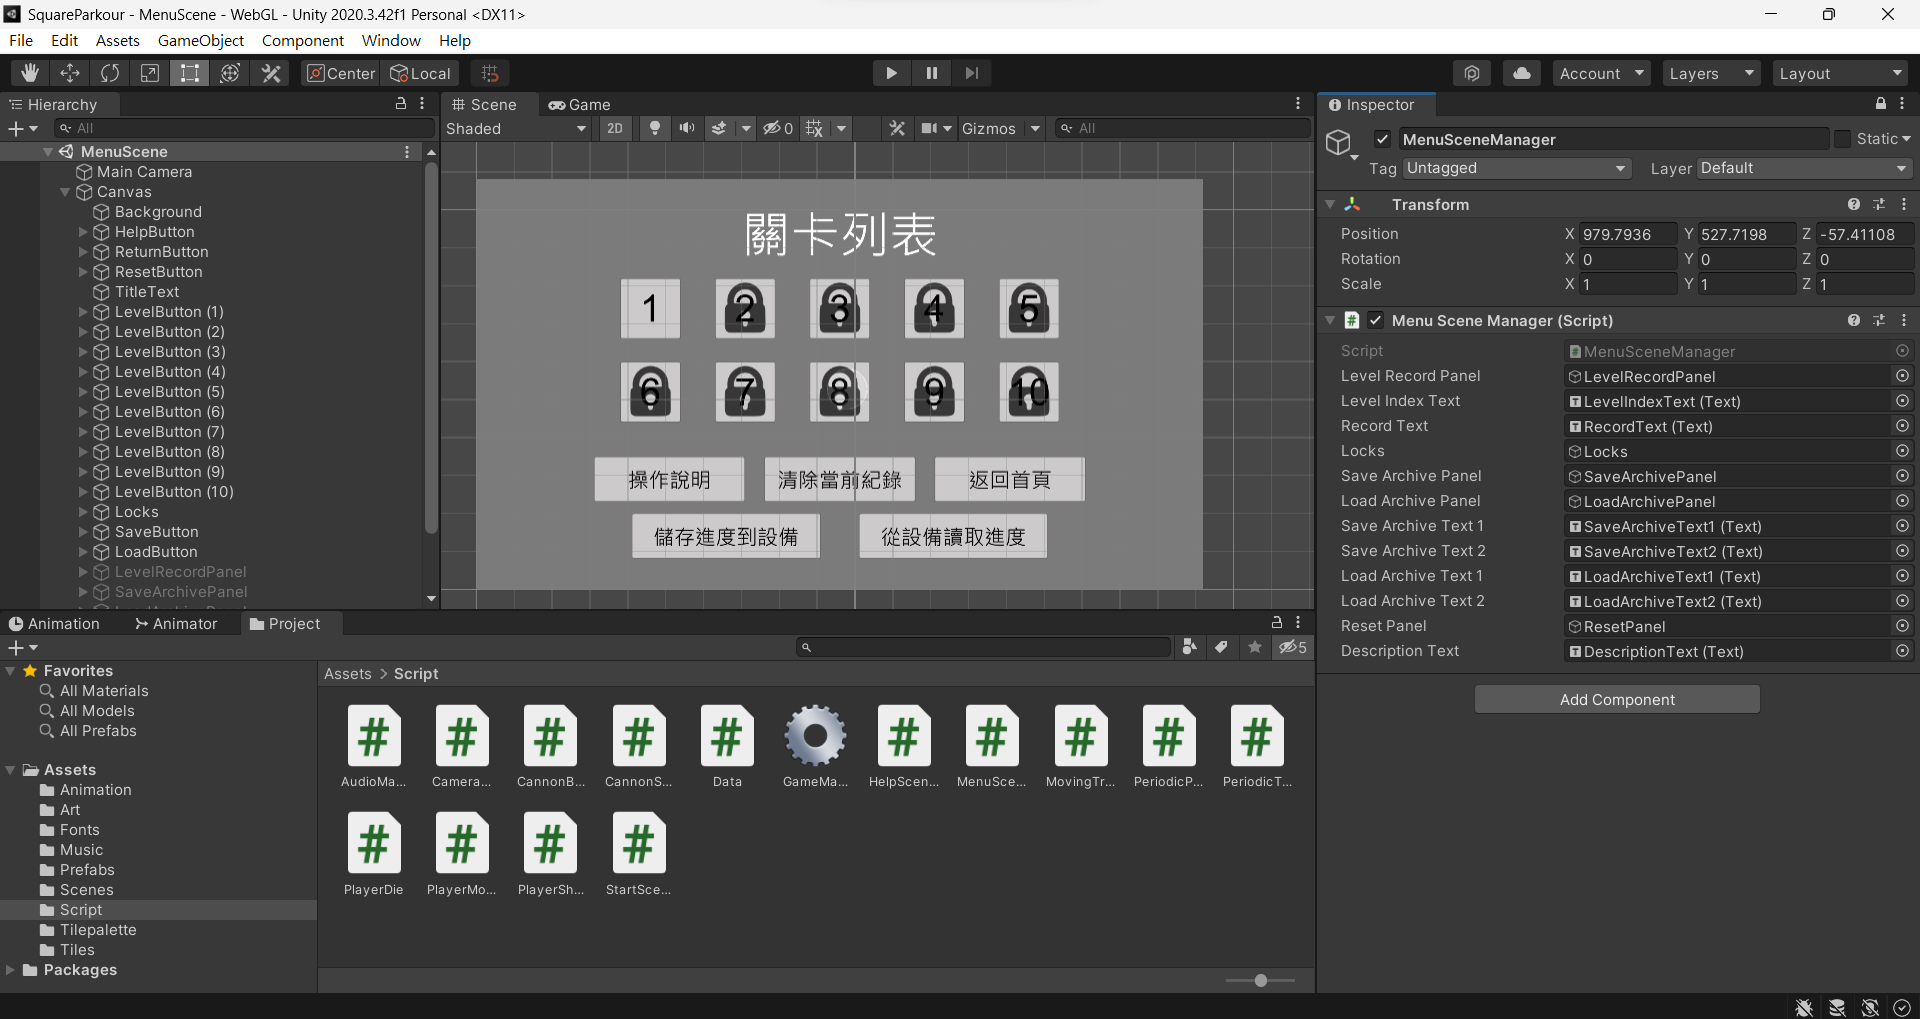 SquareParkour - MenuScene - WebGL - Unity 2020.3.42f1 Personal <DX11>
File Edit Assets GameObject Component Window Help
Center Local Account Layers Layout
Hierarchy
All
MenuScene
Main Camera
Canvas
Background
HelpButton
ReturnButton
ResetButton
TitleText
LevelButton (1)
LevelButton (2)
LevelButton (3)
LevelButton (4)
LevelButton (5)
LevelButton (6)
LevelButton (7)
LevelButton (8)
LevelButton (9)
LevelButton (10)
Locks
SaveButton
LoadButton
LevelRecordPanel
SaveArchivePanel
Scene Game
Shaded 2D 0 Gizmos All
關卡列表
1 2 3 4 5
6 7 8 9 10
操作說明 清除當前紀錄 返回首頁
儲存進度到設備 從設備讀取進度
Inspector
MenuSceneManager Static
Tag Untagged Layer Default
Transform
Position X 979.7936 Y 527.7198 Z -57.41108
Rotation X 0 Y 0 Z 0
Scale X 1 Y 1 Z 1
# Menu Scene Manager (Script)
Script MenuSceneManager
Level Record Panel LevelRecordPanel
Level Index Text LevelIndexText (Text)
Record Text RecordText (Text)
Locks Locks
Save Archive Panel SaveArchivePanel
Load Archive Panel LoadArchivePanel
Save Archive Text 1 SaveArchiveText1 (Text)
Save Archive Text 2 SaveArchiveText2 (Text)
Load Archive Text 1 LoadArchiveText1 (Text)
Load Archive Text 2 LoadArchiveText2 (Text)
Reset Panel ResetPanel
Description Text DescriptionText (Text)
Add Component
Animation Animator Project
5
Favorites
All Materials
All Models
All Prefabs
Assets
Animation
Art
Fonts
Music
Prefabs
Scenes
Script
Tilepalette
Tiles
Packages
Assets > Script
# # # # # # # # # #
AudioMa... Camera... CannonB... CannonS... Data GameMa... HelpScen... MenuSce... MovingTr... PeriodicP... PeriodicT...
# # # #
PlayerDie PlayerMo... PlayerSh... StartSce...